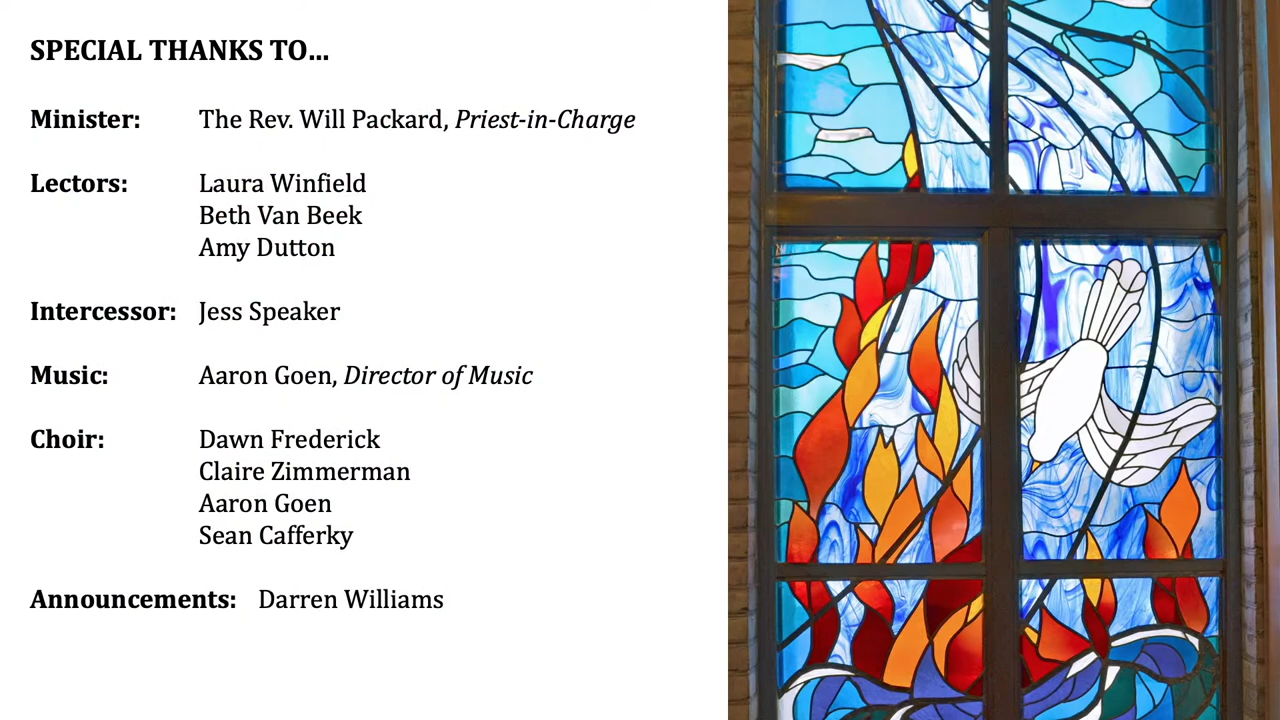 SPECIAL THANKS TO...
Minister: The Rev. Will Packard, Priest-in-Charge
Lectors: Laura Winfield
Beth Van Beek
Amy Dutton
Intercessor: Jess Speaker
Music: Aaron Goen, Director of Music
Choir: Dawn Frederick
Claire Zimmerman
Aaron Goen
Sean Cafferky
Announcements: Darren Williams